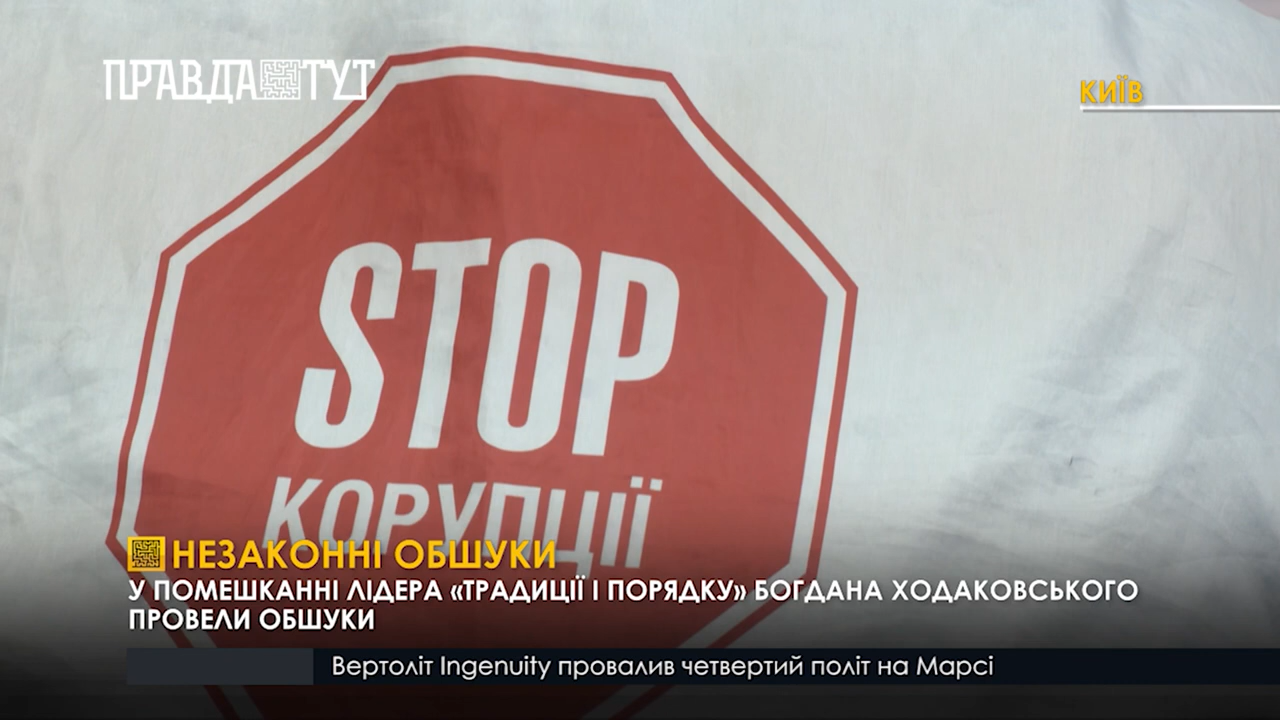 ПРАВДА ТУТ
КИЇВ
STOP
КОРУПЦІЇ
НЕЗАКОННІ ОБШУКИ
У ПОМЕШКАННІ ЛІДЕРА «ТРАДИЦІЇ І ПОРЯДКУ» БОГДАНА ХОДАКОВСЬКОГО
ПРОВЕЛИ ОБШУКИ
Вертоліт Ingenuity провалив четвертий політ на Марсі